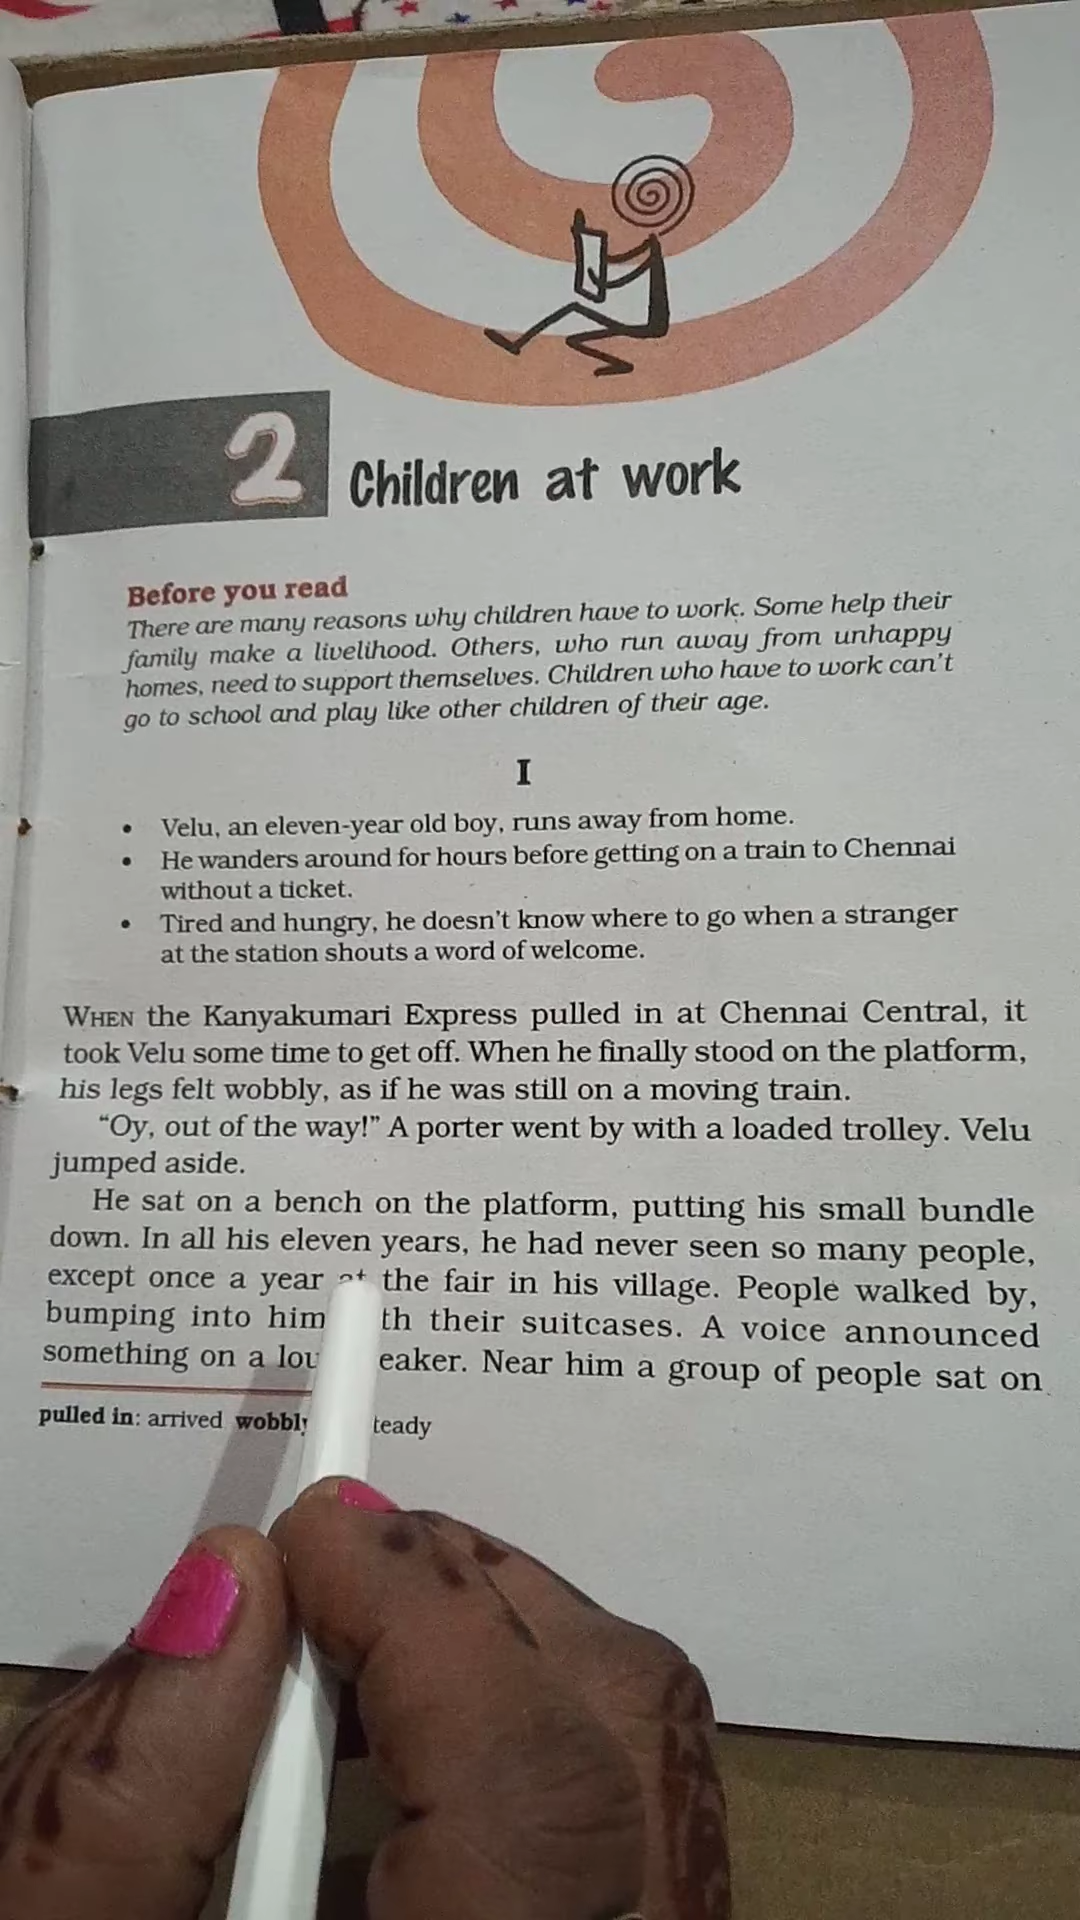 2 Children at work
Before you read
There are many reasons why children have to work. Some help their
family make a livelihood. Others, who run away from unhappy
homes, need to support themselves. Children who have to work can't
go to school and play like other children of their age.
I
• Velu, an eleven-year old boy, runs away from home.
• He wanders around for hours before getting on a train to Chennai
without a ticket.
• Tired and hungry, he doesn't know where to go when a stranger
at the station shouts a word of welcome.
WHEN the Kanyakumari Express pulled in at Chennai Central, it
took Velu some time to get off. When he finally stood on the platform,
his legs felt wobbly, as if he was still on a moving train.
“Oy, out of the way!” A porter went by with a loaded trolley. Velu
jumped aside.
He sat on a bench on the platform, putting his small bundle
down. In all his eleven years, he had never seen so many people,
except once a year at the fair in his village. People walked by,
bumping into him their suitcases. A voice announced
something on a Near him a group of people sat on
pulled in: arrived wobbly